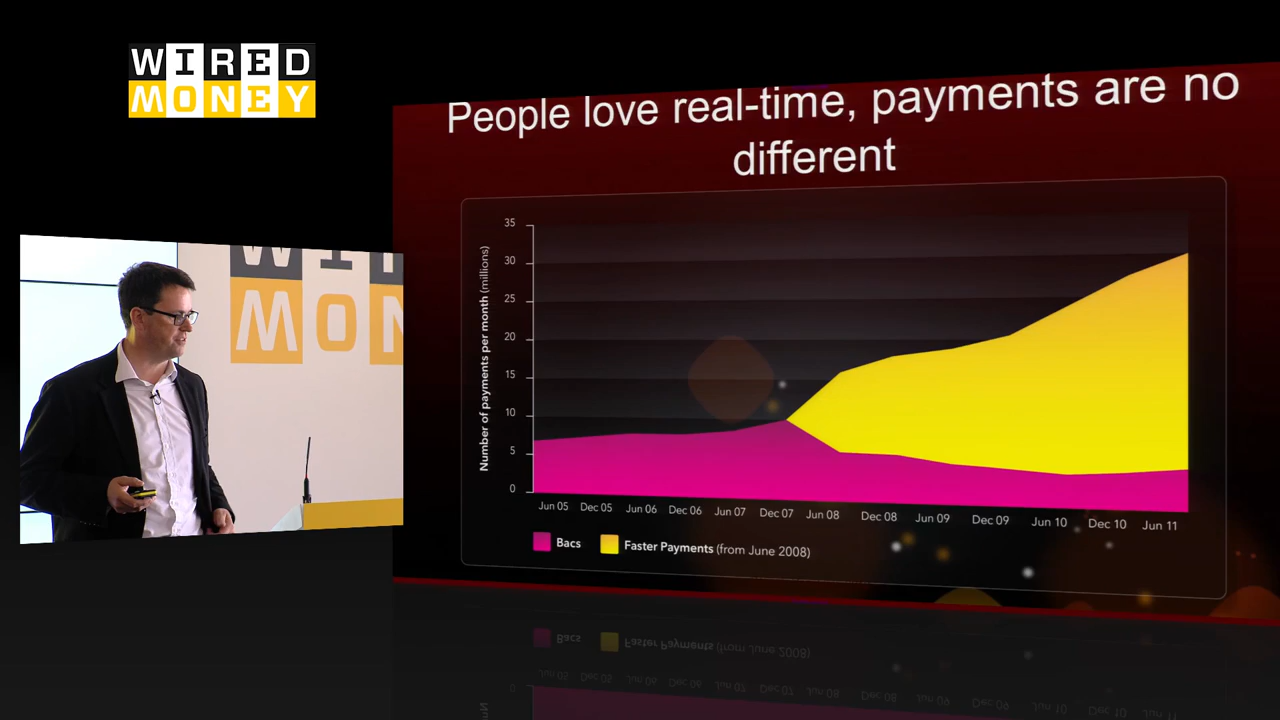 WIRED
MONEY
People love real-time, payments are no
different
35
30
25
20
15
10
5
0
Number of payments per month (millions)
Jun 05 Dec 05 Jun 06 Dec 06 Jun 07 Dec 07 Jun 08 Dec 08 Jun 09 Dec 09 Jun 10 Dec 10 Jun 11
Bacs Faster Payments (from June 2008)
WI
MON